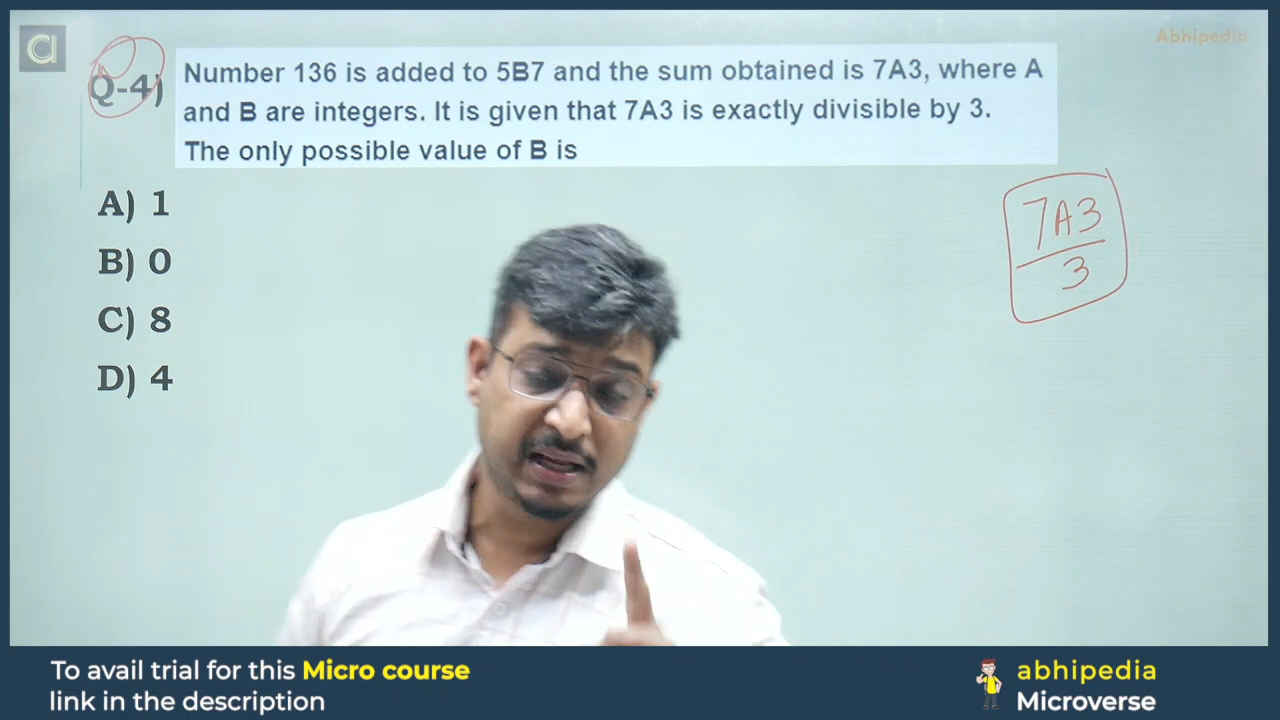 Abhipedia
Q-4) Number 136 is added to 5B7 and the sum obtained is 7A3, where A
and B are integers. It is given that 7A3 is exactly divisible by 3.
The only possible value of B is
A) 1
B) 0
C) 8
D) 4
7A3
3
To avail trial for this Micro course
link in the description
abhipedia
Microverse